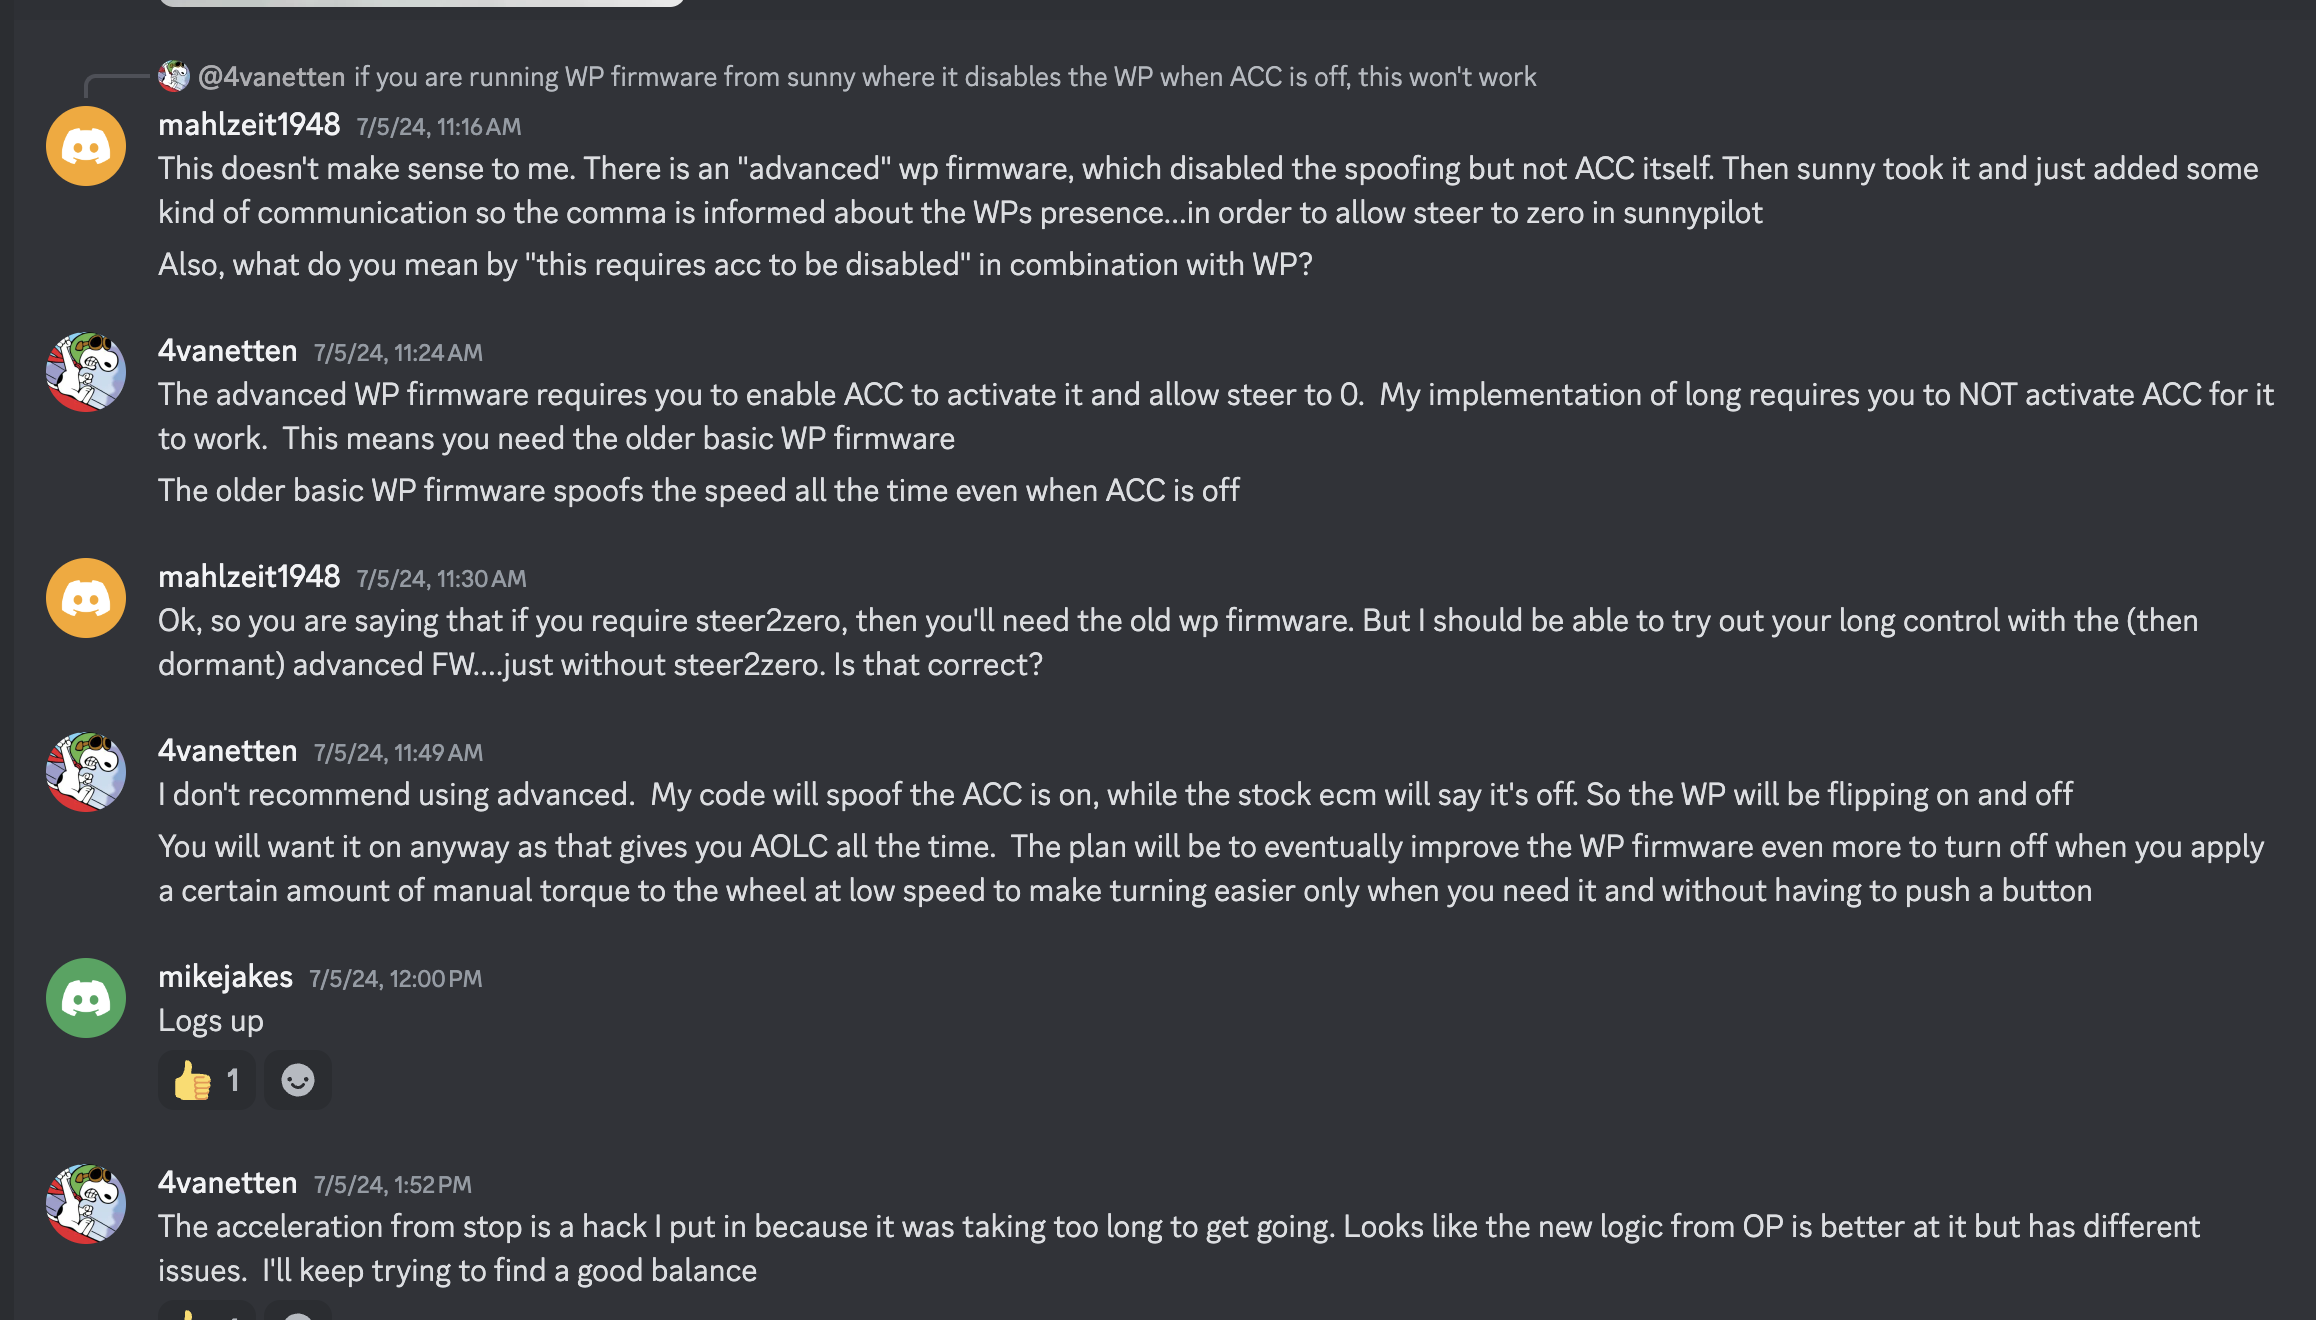 @4vanetten if you are running WP firmware from sunny where it disables the WP when ACC is off, this won't work
mahlzeit1948 7/5/24, 11:16 AM
This doesn't make sense to me. There is an "advanced" wp firmware, which disabled the spoofing but not ACC itself. Then sunny took it and just added some
kind of communication so the comma is informed about the WPs presence...in order to allow steer to zero in sunnypilot
Also, what do you mean by "this requires acc to be disabled" in combination with WP?
4vanetten 7/5/24, 11:24 AM
The advanced WP firmware requires you to enable ACC to activate it and allow steer to 0.  My implementation of long requires you to NOT activate ACC for it
to work.  This means you need the older basic WP firmware
The older basic WP firmware spoofs the speed all the time even when ACC is off
mahlzeit1948 7/5/24, 11:30 AM
Ok, so you are saying that if you require steer2zero, then you'll need the old wp firmware. But I should be able to try out your long control with the (then
dormant) advanced FW....just without steer2zero. Is that correct?
4vanetten 7/5/24, 11:49 AM
I don't recommend using advanced.  My code will spoof the ACC is on, while the stock ecm will say it's off. So the WP will be flipping on and off
You will want it on anyway as that gives you AOLC all the time.  The plan will be to eventually improve the WP firmware even more to turn off when you apply
a certain amount of manual torque to the wheel at low speed to make turning easier only when you need it and without having to push a button
mikejakes 7/5/24, 12:00 PM
Logs up
1
4vanetten 7/5/24, 1:52 PM
The acceleration from stop is a hack I put in because it was taking too long to get going. Looks like the new logic from OP is better at it but has different
issues.  I'll keep trying to find a good balance